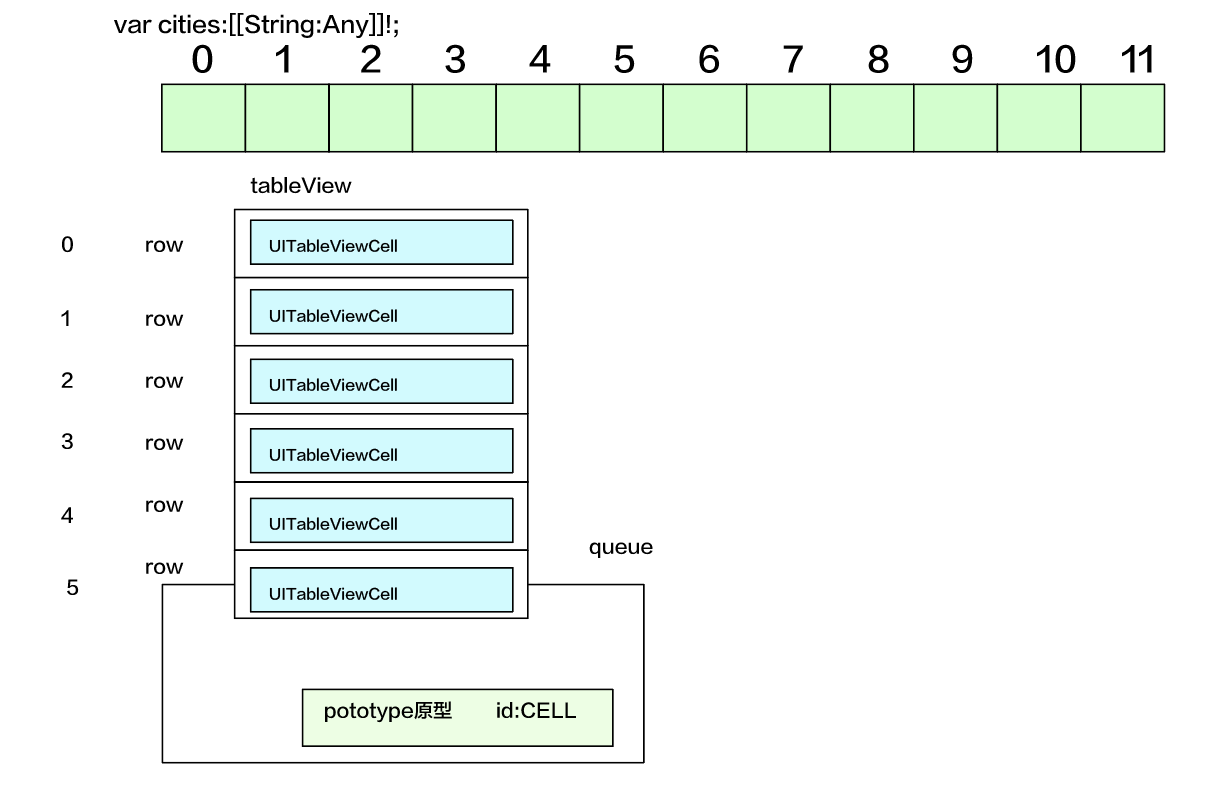 var cities:[[String:Any]]!;
0 1 2 3 4 5 6 7 8 9 10 11
tableView
0 row UITableViewCell
1 row UITableViewCell
2 row UITableViewCell
3 row UITableViewCell
4 row UITableViewCell
queue
5 row UITableViewCell
pototype原型 id:CELL